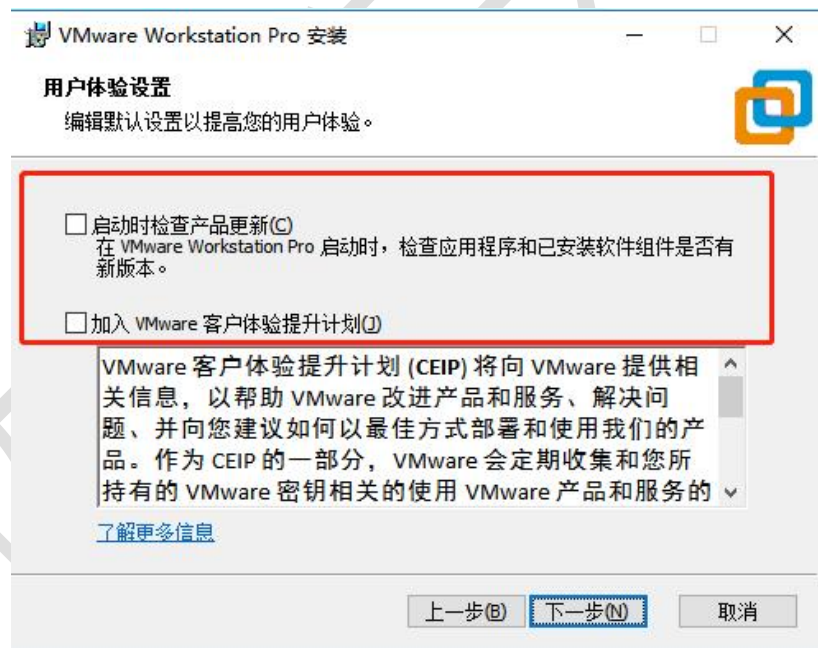 VMware Workstation Pro 安装
用户体验设置
编辑默认设置以提高您的用户体验。
启动时检查产品更新(C)
在 VMware Workstation Pro 启动时，检查应用程序和已安装软件组件是否有
新版本。
加入 VMware 客户体验提升计划(J)
VMware 客户体验提升计划 (CEIP) 将向 VMware 提供相
关信息，以帮助 VMware 改进产品和服务、解决问
题、并向您建议如何以最佳方式部署和使用我们的产
品。作为 CEIP 的一部分，VMware 会定期收集和您所
持有的 VMware 密钥相关的使用 VMware 产品和服务的
了解更多信息
上一步(B) 下一步(N) 取消